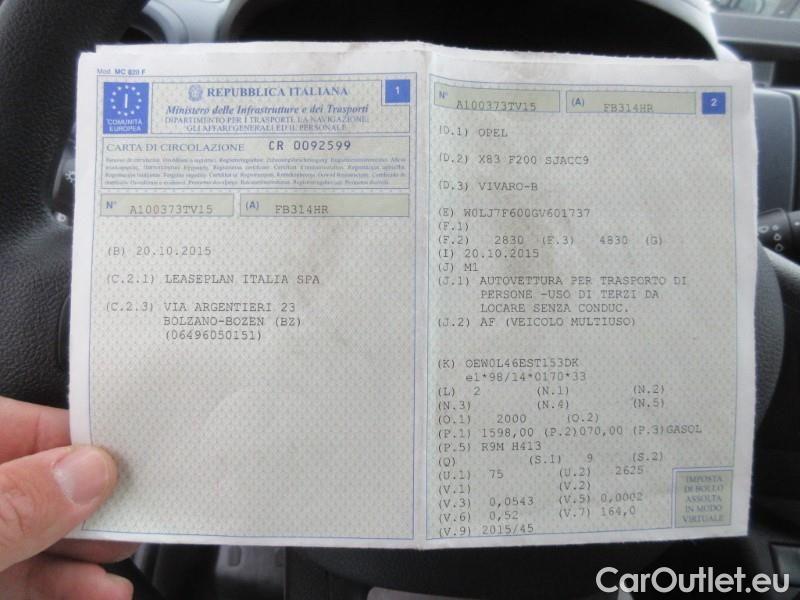 Mod. MC 820 F
I
COMUNITÀ
EUROPEA
REPUBBLICA ITALIANA
Ministero delle Infrastrutture e dei Trasporti
DIPARTIMENTO PER I TRASPORTI, LA NAVIGAZIONE,
GLI AFFARI GENERALI ED IL PERSONALE
1
CARTA DI CIRCOLAZIONE CR 0092599
N° A100373TV15 (A) FB314HR
(B) 20.10.2015
(C.2.1) LEASEPLAN ITALIA SPA
(C.2.3) VIA ARGENTIERI 23
BOLZANO-BOZEN (BZ)
(06496050151)
N° A100373TV15 (A) FB314HR 2
(D.1) OPEL
(D.2) X83 F200 SJACC9
(D.3) VIVARO-B
(E) W0LJ7F600GV601737
(F.1)
(F.2) 2830 (F.3) 4830 (G)
(I) 20.10.2015
(J) M1
(J.1) AUTOVETTURA PER TRASPORTO DI
PERSONE -USO DI TERZI DA
LOCARE SENZA CONDUC.
(J.2) AF (VEICOLO MULTIUSO)
(K) OEW0L46EST153DK
e1*98/14*0170*33
(L) 2 (N.1) (N.2)
(N.3) (N.4) (N.5)
(O.1) 2000 (O.2)
(P.1) 1598,00 (P.2)070,00 (P.3)GASOL
(P.5) R9M H413
(Q) (S.1) 9 (S.2)
(U.1) 75 (U.2) 2625
(V.1) (V.2)
(V.3) 0,0543 (V.5) 0,0002
(V.6) 0,52 (V.7) 164,0
(V.9) 2015/45
IMPOSTA
DI BOLLO
ASSOLTA
IN MODO
VIRTUALE
CarOutlet.eu